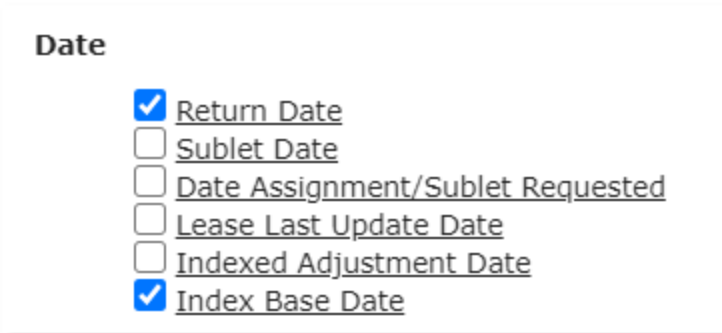 Date
Return Date
Sublet Date
Date Assignment/Sublet Requested
Lease Last Update Date
Indexed Adjustment Date
Index Base Date